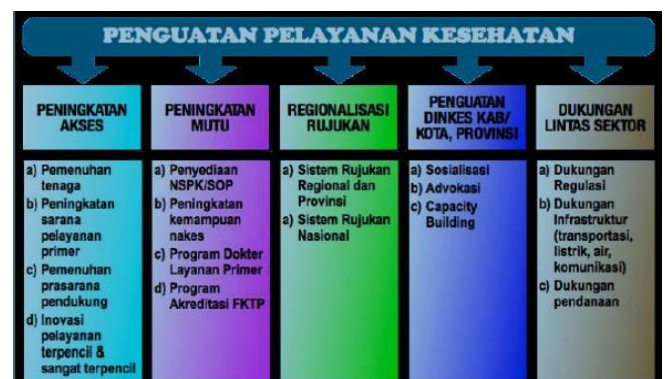 PENGUATAN PELAYANAN KESEHATAN
PENINGKATAN
AKSES
a) Pemenuhan
tenaga
b) Peningkatan
sarana
pelayanan
primer
c) Pemenuhan
prasarana
pendukung
d) Inovasi
pelayanan
terpencil &
sangat terpencil
PENINGKATAN
MUTU
a) Penyediaan
NSPK/SOP
b) Peningkatan
kemampuan
nakes
c) Program Dokter
Layanan Primer
d) Program
Akreditasi FKTP
REGIONALISASI
RUJUKAN
a) Sistem Rujukan
Regional dan
Provinsi
a) Sistem Rujukan
Nasional
PENGUATAN
DINKES KAB/
KOTA, PROVINSI
a) Sosialisasi
b) Advokasi
c) Capacity
Building
DUKUNGAN
LINTAS SEKTOR
a) Dukungan
Regulasi
b) Dukungan
Infrastruktur
(transportasi,
listrik, air,
komunikasi)
c) Dukungan
pendanaan